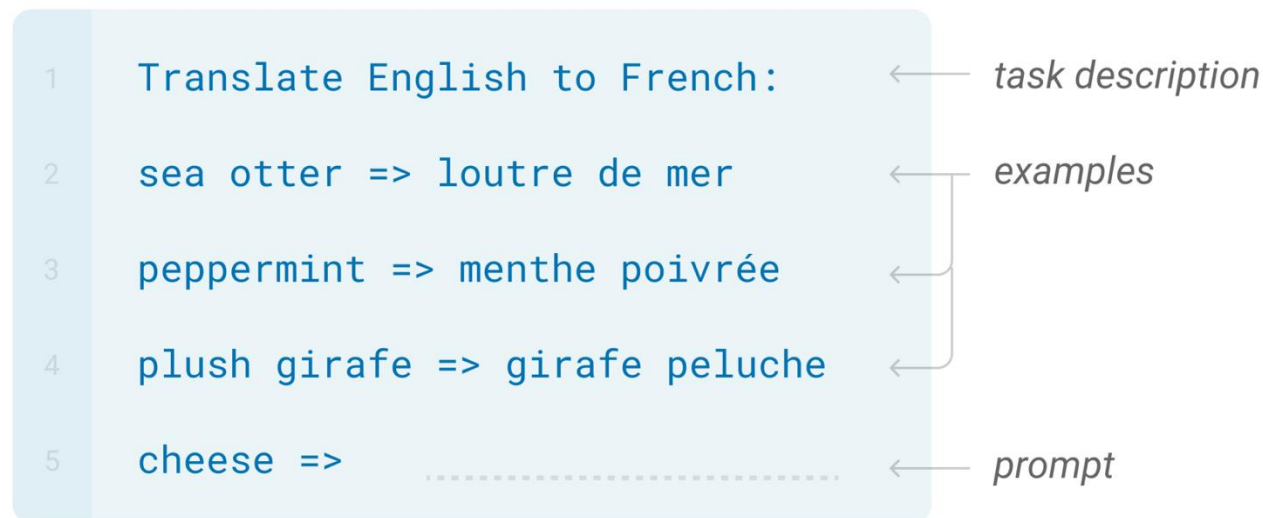 1 Translate English to French: task description
2 sea otter => loutre de mer examples
3 peppermint => menthe poivrée
4 plush girafe => girafe peluche
5 cheese => prompt